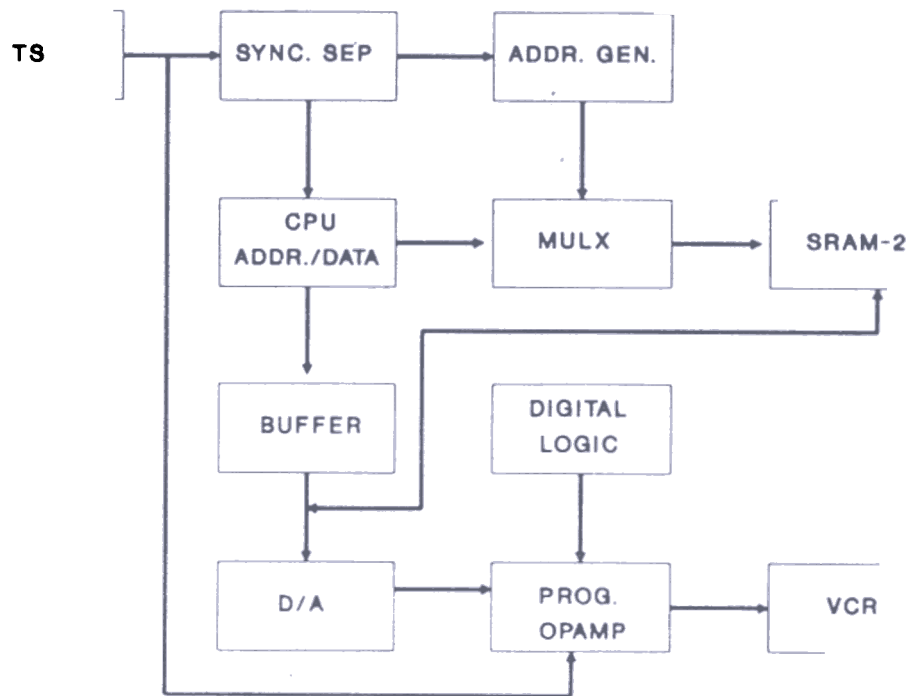 TS
SYNC. SEP
ADDR. GEN.
CPU
ADDR./DATA
MULX
SRAM-2
BUFFER
DIGITAL
LOGIC
D/A
PROG.
OPAMP
VCR